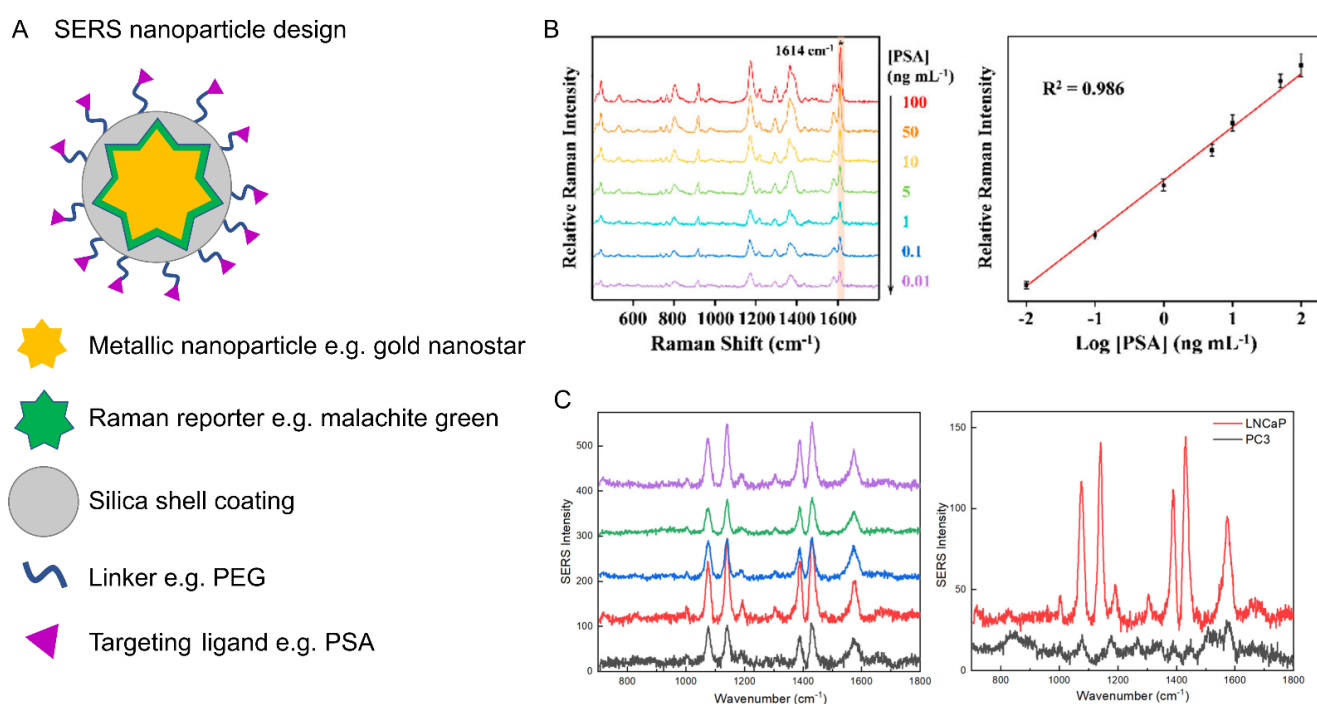 A SERS nanoparticle design
Metallic nanoparticle e.g. gold nanostar
Raman reporter e.g. malachite green
Silica shell coating
Linker e.g. PEG
Targeting ligand e.g. PSA
B
1614 cm⁻¹
*
[PSA]
(ng mL⁻¹)
100
50
10
5
1
0.1
0.01
Relative Raman Intensity
600 800 1000 1200 1400 1600
Raman Shift (cm⁻¹)
R² = 0.986
Relative Raman Intensity
-2 -1 0 1 2
Log [PSA] (ng mL⁻¹)
C
SERS Intensity
500
400
300
200
100
0
800 1000 1200 1400 1600 1800
Wavenumber (cm⁻¹)
LNCaP
PC3
SERS Intensity
150
100
50
0
800 1000 1200 1400 1600 1800
Wavenumber (cm⁻¹)